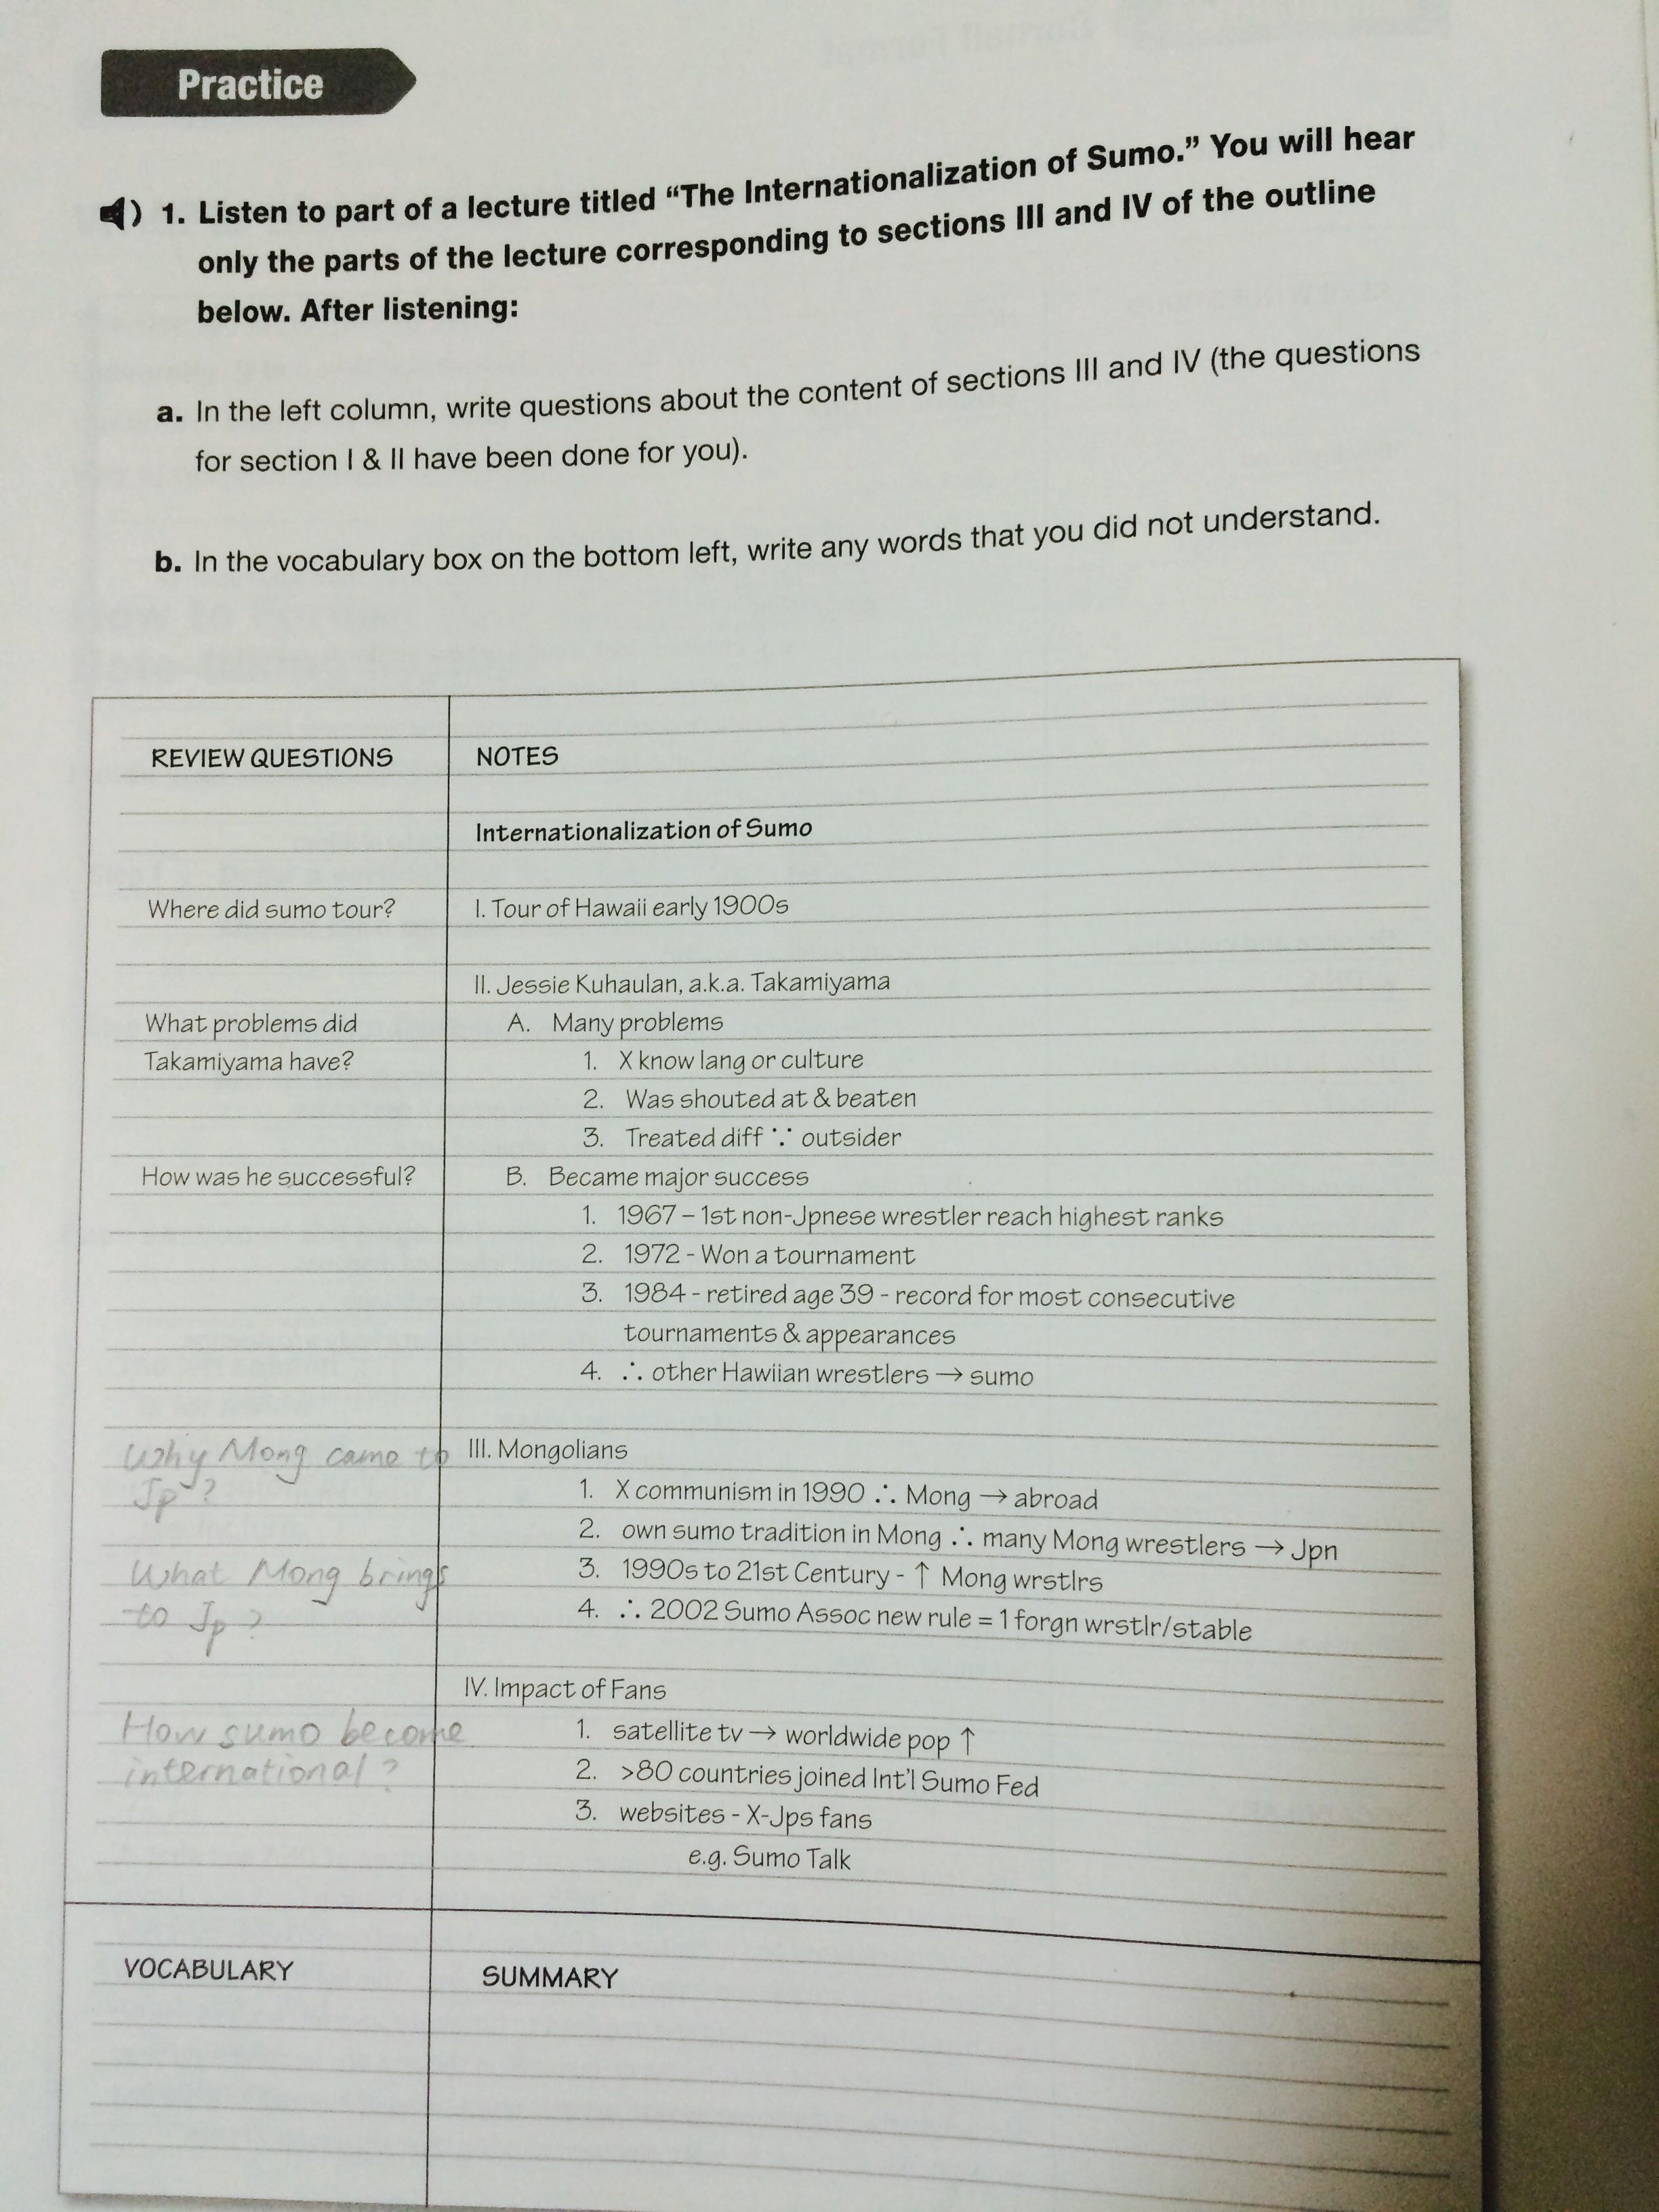 Practice
1. Listen to part of a lecture titled “The Internationalization of Sumo.” You will hear
only the parts of the lecture corresponding to sections III and IV of the outline
below. After listening:
a. In the left column, write questions about the content of sections III and IV (the questions
for section I & II have been done for you).
b. In the vocabulary box on the bottom left, write any words that you did not understand.
REVIEW QUESTIONS
NOTES
Internationalization of Sumo
Where did sumo tour?
I. Tour of Hawaii early 1900s
II. Jessie Kuhaulan, a.k.a. Takamiyama
What problems did
A. Many problems
Takamiyama have?
1. X know lang or culture
2. Was shouted at & beaten
3. Treated diff ∵ outsider
How was he successful?
B. Became major success
1. 1967 – 1st non-Jpnese wrestler reach highest ranks
2. 1972 - Won a tournament
3. 1984 - retired age 39 - record for most consecutive
tournaments & appearances
4. ∴ other Hawiian wrestlers → sumo
Why Mong came to
III. Mongolians
Jp?
1. X communism in 1990 ∴ Mong → abroad
2. own sumo tradition in Mong ∴ many Mong wrestlers → Jpn
What Mong brings
3. 1990s to 21st Century - ↑ Mong wrstlrs
to Jp?
4. ∴ 2002 Sumo Assoc new rule = 1 forgn wrstlr/stable
IV. Impact of Fans
How sumo become
1. satellite tv → worldwide pop ↑
international?
2. >80 countries joined Int'l Sumo Fed
3. websites - X-Jps fans
e.g. Sumo Talk
VOCABULARY
SUMMARY